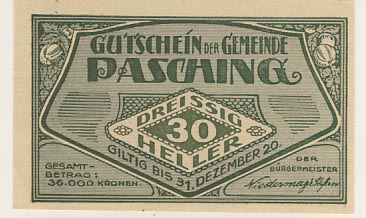 GUTSCHEIN DER GEMEINDE
PASCHING
DREISSIG
30
HELLER
GILTIG BIS 31. DEZEMBER 20.
GESAMT-
BETRAG:
36.000 KRONEN.
DER
BÜRGERMEISTER